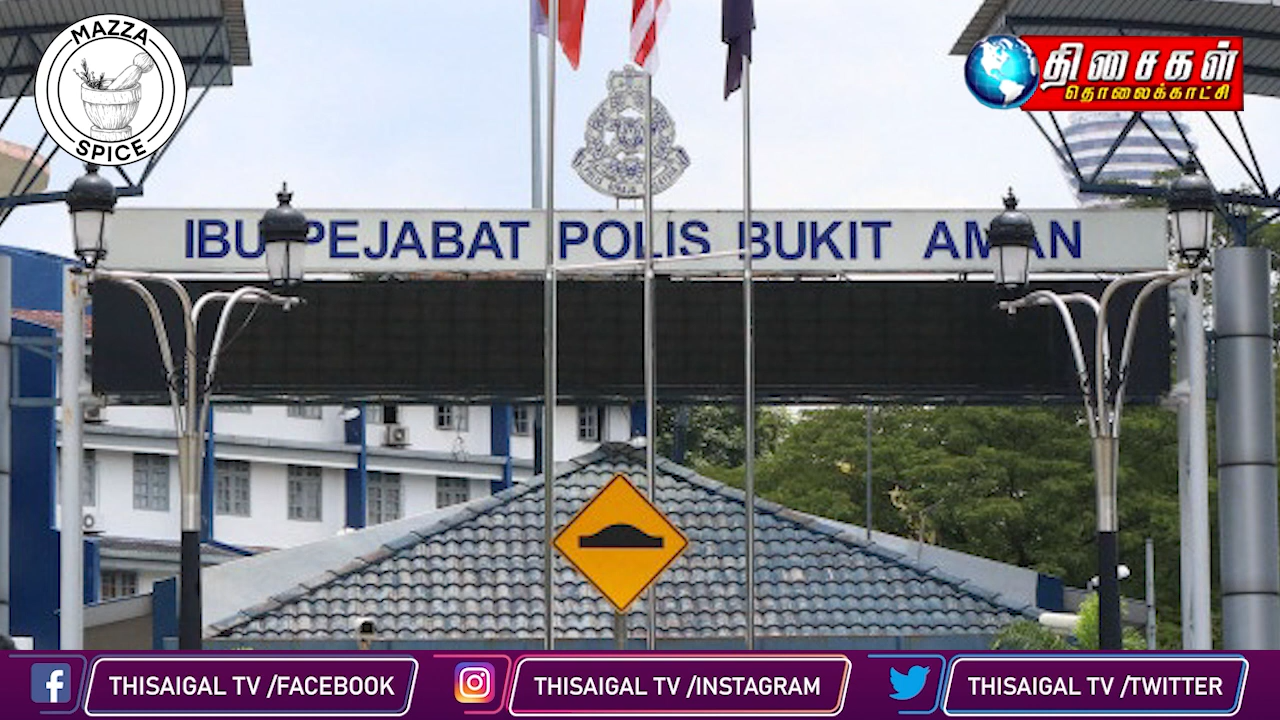 MAZZA
SPICE
திசைகள்
தொலைக்காட்சி
IBU PEJABAT POLIS BUKIT AMAN
THISAIGAL TV /FACEBOOK
THISAIGAL TV /INSTAGRAM
THISAIGAL TV /TWITTER